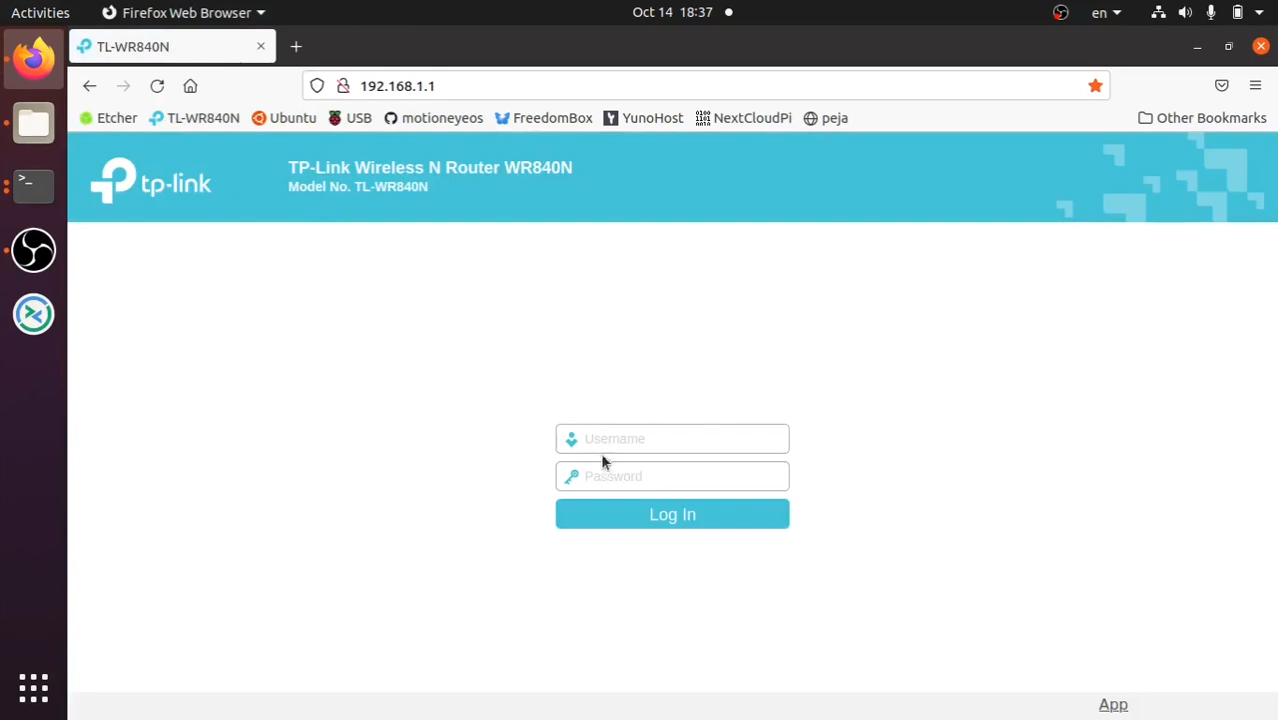 Activities Firefox Web Browser Oct 14 18:37 en
TL-WR840N
192.168.1.1
Etcher TL-WR840N Ubuntu USB motioneyeos FreedomBox YunoHost NextCloudPi peja Other Bookmarks
tp-link
TP-Link Wireless N Router WR840N
Model No. TL-WR840N
Username
Password
Log In
App